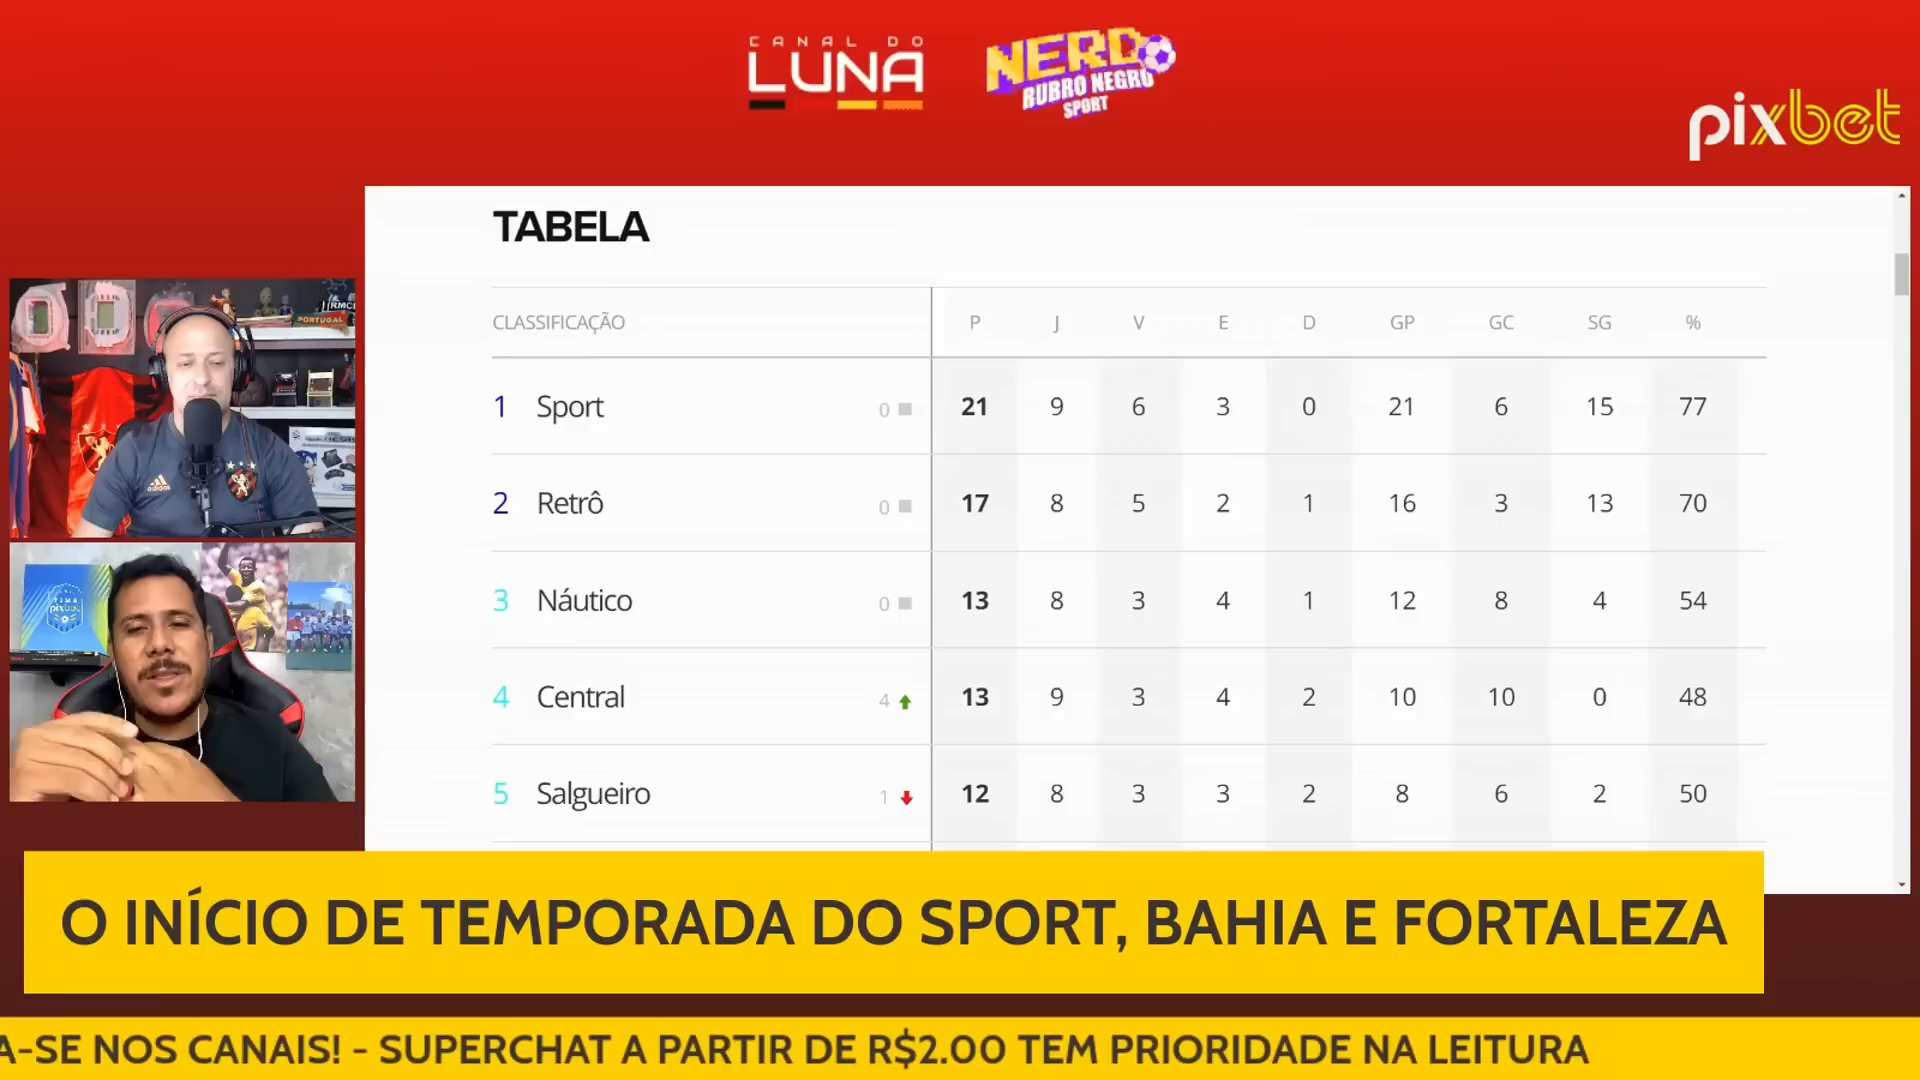 CANAL DO
LUNA
NERD
RUBRO NEGRO
SPORT
pixbet
TABELA
CLASSIFICAÇÃO P J V E D GP GC SG %
1 Sport 0 21 9 6 3 0 21 6 15 77
2 Retrô 0 17 8 5 2 1 16 3 13 70
3 Náutico 0 13 8 3 4 1 12 8 4 54
4 Central 4 13 9 3 4 2 10 10 0 48
5 Salgueiro 1 12 8 3 3 2 8 6 2 50
PORTUGAL
adidas
pixbet
O INÍCIO DE TEMPORADA DO SPORT, BAHIA E FORTALEZA
A-SE NOS CANAIS! - SUPERCHAT A PARTIR DE R$2.00 TEM PRIORIDADE NA LEITURA